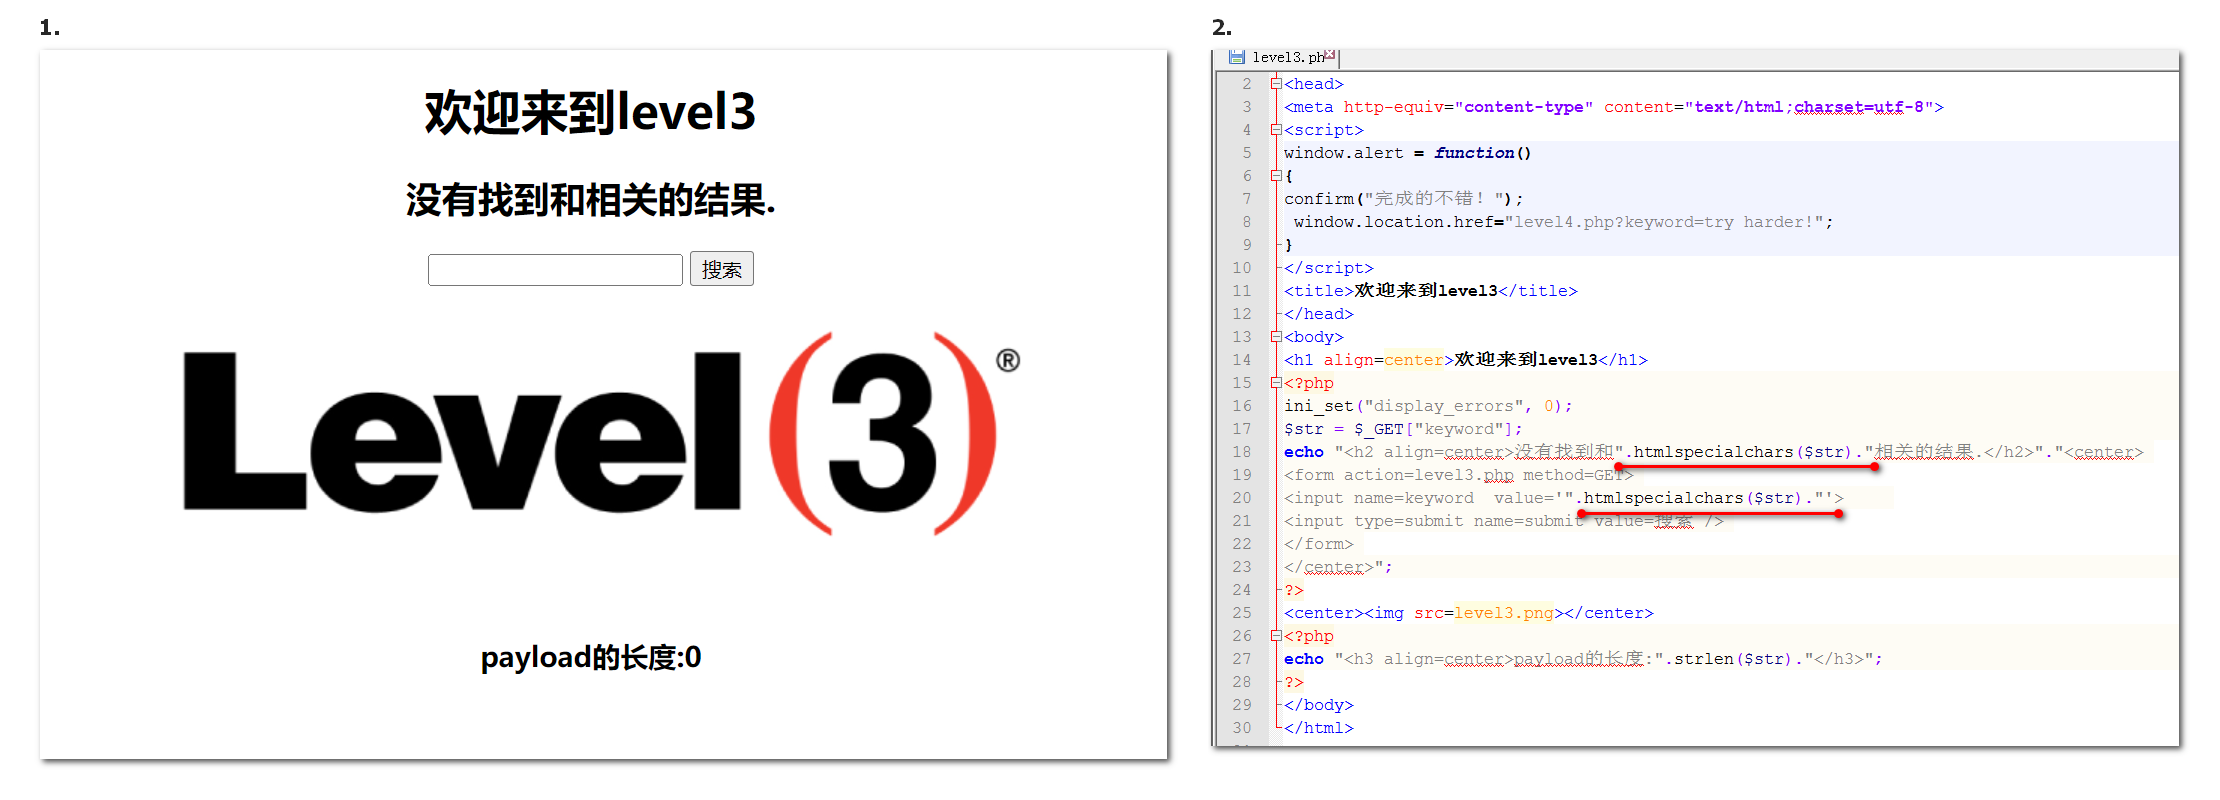 1.
欢迎来到level3
没有找到和相关的结果.
搜索
Level(3)®
payload的长度:0
2.
level3.ph
2 <head>
3 <meta http-equiv="content-type" content="text/html;charset=utf-8">
4 <script>
5 window.alert = function()
6 {
7 confirm("完成的不错！");
8  window.location.href="level4.php?keyword=try harder!";
9 }
10 </script>
11 <title>欢迎来到level3</title>
12 </head>
13 <body>
14 <h1 align=center>欢迎来到level3</h1>
15 <?php
16 ini_set("display_errors", 0);
17 $str = $_GET["keyword"];
18 echo "<h2 align=center>没有找到和".htmlspecialchars($str)."相关的结果.</h2>"."<center>
19 <form action=level3.php method=GET>
20 <input name=keyword  value='".htmlspecialchars($str)."'>
21 <input type=submit name=submit value=搜索 />
22 </form>
23 </center>";
24 ?>
25 <center><img src=level3.png></center>
26 <?php
27 echo "<h3 align=center>payload的长度:".strlen($str)."</h3>";
28 ?>
29 </body>
30 </html>